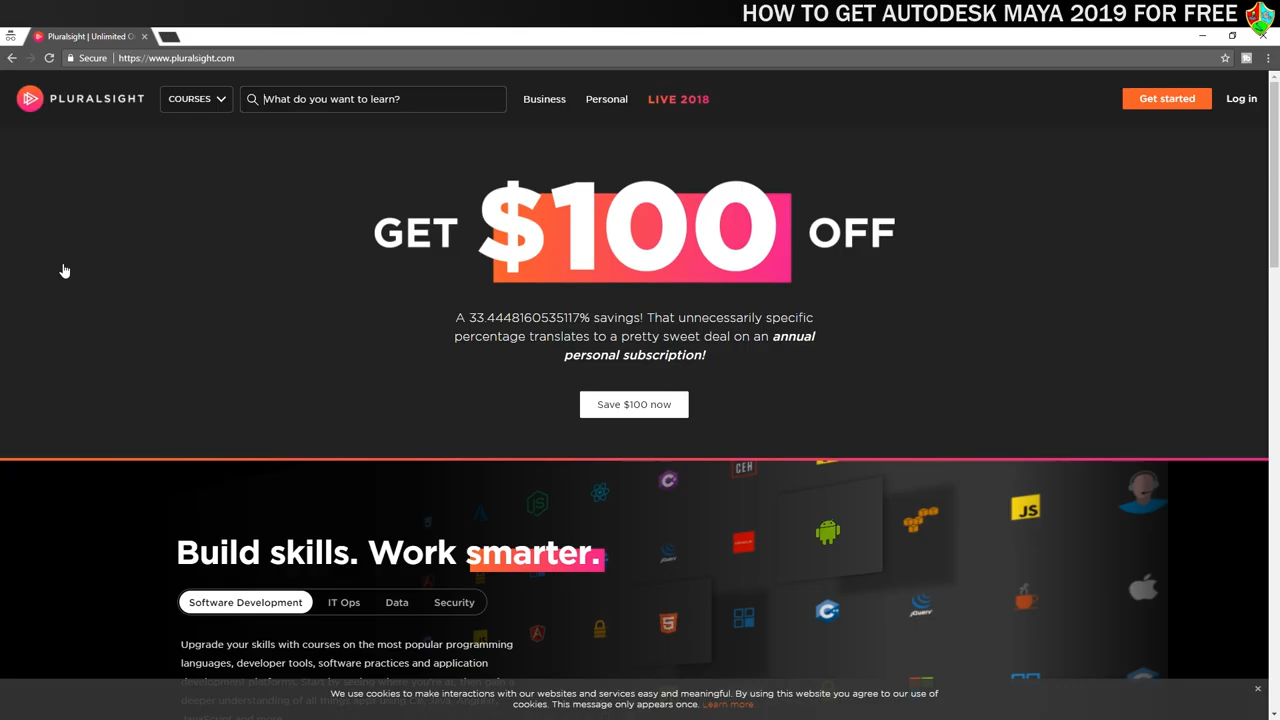 HOW TO GET AUTODESK MAYA 2019 FOR FREE
Pluralsight | Unlimited O
Secure
https://www.pluralsight.com
PLURALSIGHT
COURSES
What do you want to learn?
Business
Personal
LIVE 2018
Get started
Log in
GET $100 OFF
A 33.4448160535117% savings! That unnecessarily specific
percentage translates to a pretty sweet deal on an annual
personal subscription!
Save $100 now
CEH
JS
Build skills. Work smarter.
Software Development
IT Ops
Data
Security
Upgrade your skills with courses on the most popular programming
languages, developer tools, software practices and application
We use cookies to make interactions with our websites and services easy and meaningful. By using this website you agree to our use of
cookies. This message only appears once. Learn more.